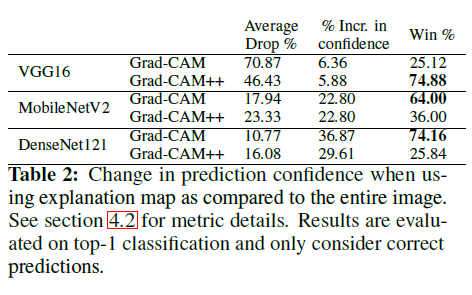 Average % Incr. in Win %
Drop % confidence
VGG16 Grad-CAM 70.87 6.36 25.12
Grad-CAM++ 46.43 5.88 74.88
MobileNetV2 Grad-CAM 17.94 22.80 64.00
Grad-CAM++ 23.33 22.80 36.00
DenseNet121 Grad-CAM 10.77 36.87 74.16
Grad-CAM++ 16.08 29.61 25.84
Table 2: Change in prediction confidence when us-
ing explanation map as compared to the entire image.
See section 4.2 for metric details. Results are evalu-
ated on top-1 classification and only consider correct
predictions.